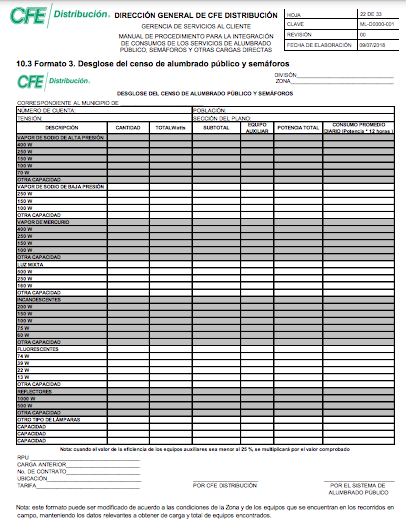 CFE Distribución®
DIRECCIÓN GENERAL DE CFE DISTRIBUCIÓN
GERENCIA DE SERVICIOS AL CLIENTE
MANUAL DE PROCEDIMIENTO PARA LA INTEGRACIÓN
DE CONSUMOS DE LOS SERVICIOS DE ALUMBRADO
PÚBLICO, SEMÁFOROS Y OTRAS CARGAS DIRECTAS
HOJA 22 DE 33
CLAVE ML-D0000-001
REVISIÓN 00
FECHA DE ELABORACIÓN 09/07/2018
10.3 Formato 3. Desglose del censo de alumbrado público y semáforos
CFE Distribución®
DIVISIÓN
ZONA
DESGLOSE DEL CENSO DE ALUMBRADO PÚBLICO Y SEMÁFOROS
CORRESPONDIENTE AL MUNICIPIO DE
NÚMERO DE CUENTA: POBLACIÓN:
TENSIÓN: SECCIÓN DEL PLANO:
DESCRIPCIÓN CANTIDAD TOTALWatts SUBTOTAL EQUIPO AUXILIAR POTENCIA TOTAL CONSUMO PROMEDIO DIARIO (Potencia * 12 horas )
VAPOR DE SODIO DE ALTA PRESIÓN
400 W
250 W
150 W
100 W
70 W
OTRA CAPACIDAD
VAPOR DE SODIO DE BAJA PRESIÓN
250 W
150 W
100 W
OTRA CAPACIDAD
VAPOR DE MERCURIO
400 W
250 W
150 W
100 W
OTRA CAPACIDAD
LUZ MIXTA
500 W
250 W
160 W
OTRA CAPACIDAD
INCANDESCENTES
200 W
150 W
100 W
75 W
60 W
OTRA CAPACIDAD
FLUORESCENTES
74 W
39 W
22 W
13 W
OTRA CAPACIDAD
REFLECTORES
1000 W
500 W
OTRA CAPACIDAD
OTRO TIPO DE LÁMPARAS
CAPACIDAD
CAPACIDAD
CAPACIDAD
Nota: cuando el valor de la eficiencia de los equipos auxiliares sea menor al 25 %, se multiplicará por el valor comprobado
RPU
CARGA ANTERIOR
No. DE CONTRATO
UBICACIÓN
TARIFA
POR CFE DISTRIBUCIÓN
POR EL SISTEMA DE
ALUMBRADO PÚBLICO
Nota: este formato puede ser modificado de acuerdo a las condiciones de la Zona y de los equipos que se encuentran en los recorridos en
campo, manteniendo los datos relevantes a obtener de carga y total de equipos encontrados.